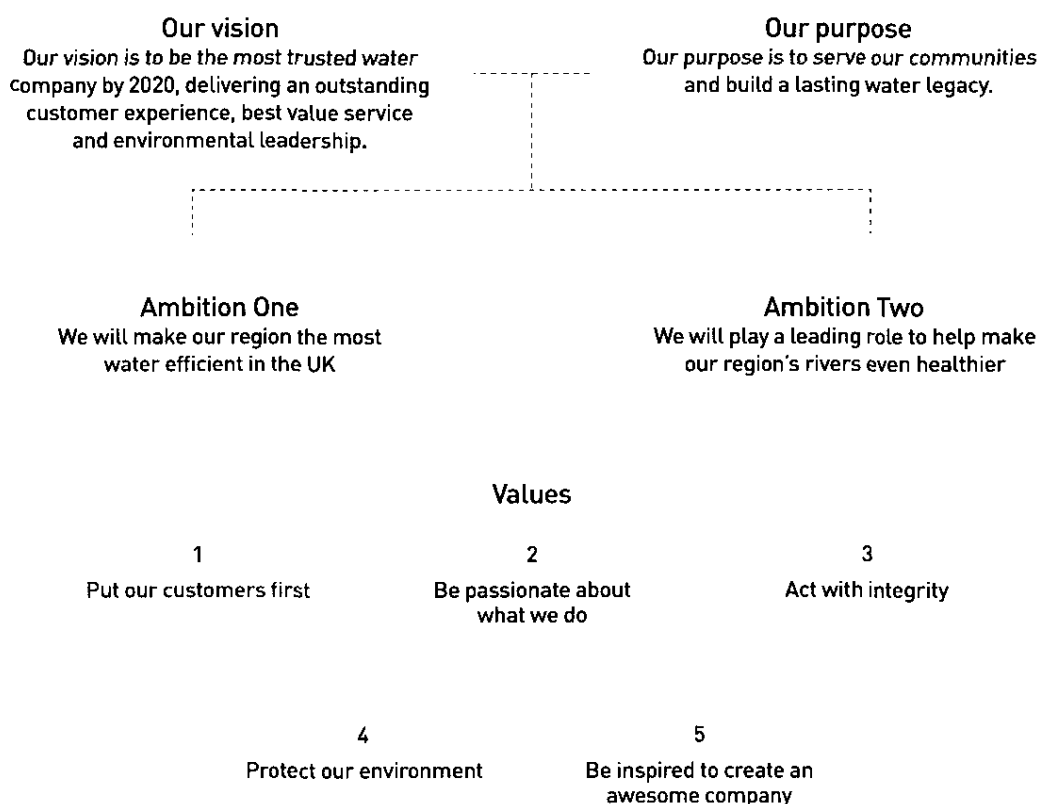 Our vision
Our vision is to be the most trusted water
company by 2020, delivering an outstanding
customer experience, best value service
and environmental leadership.
Our purpose
Our purpose is to serve our communities
and build a lasting water legacy.
Ambition One
We will make our region the most
water efficient in the UK
Ambition Two
We will play a leading role to help make
our region's rivers even healthier
Values
1
Put our customers first
2
Be passionate about
what we do
3
Act with integrity
4
Protect our environment
5
Be inspired to create an
awesome company